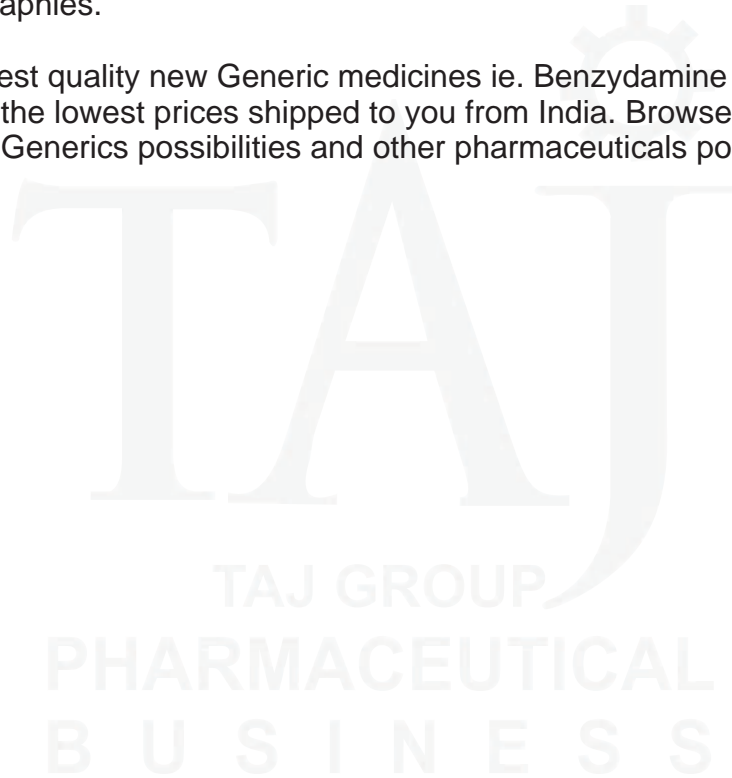 est quality new Generic medicines ie. Benzydamine
the lowest prices shipped to you from India. Browse
Generics possibilities and other pharmaceuticals po
TAJ
TAJ GROUP
PHARMACEUTICAL
BUSINESS